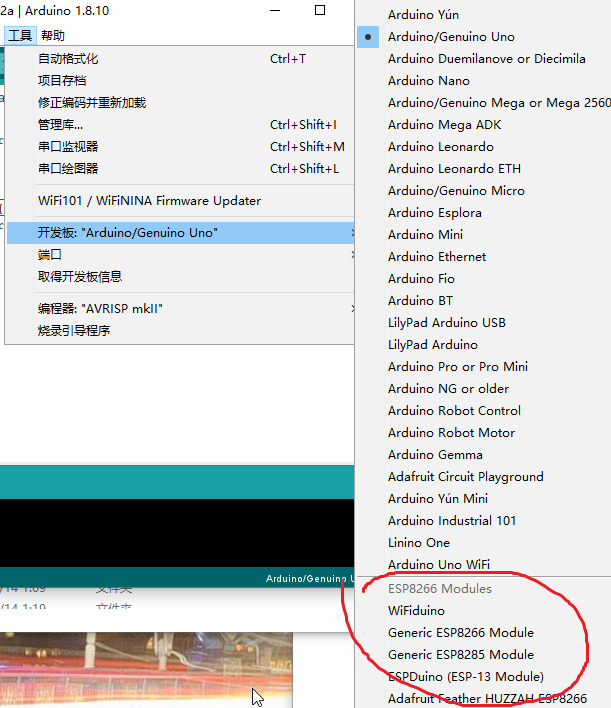 2a | Arduino 1.8.10
工具 帮助
自动格式化 Ctrl+T
项目存档
修正编码并重新加载
管理库... Ctrl+Shift+I
串口监视器 Ctrl+Shift+M
串口绘图器 Ctrl+Shift+L
WiFi101 / WiFiNINA Firmware Updater
开发板: "Arduino/Genuino Uno"
端口
取得开发板信息
编程器: "AVRISP mkII"
烧录引导程序
Arduino/Genuino U
/14 1:09 文件夹
/14 1:19 文件夹
Arduino Yún
Arduino/Genuino Uno
Arduino Duemilanove or Diecimila
Arduino Nano
Arduino/Genuino Mega or Mega 2560
Arduino Mega ADK
Arduino Leonardo
Arduino Leonardo ETH
Arduino/Genuino Micro
Arduino Esplora
Arduino Mini
Arduino Ethernet
Arduino Fio
Arduino BT
LilyPad Arduino USB
LilyPad Arduino
Arduino Pro or Pro Mini
Arduino NG or older
Arduino Robot Control
Arduino Robot Motor
Arduino Gemma
Adafruit Circuit Playground
Arduino Yún Mini
Arduino Industrial 101
Linino One
Arduino Uno WiFi
ESP8266 Modules
WiFiduino
Generic ESP8266 Module
Generic ESP8285 Module
ESPDuino (ESP-13 Module)
Adafruit Feather HUZZAH ESP8266